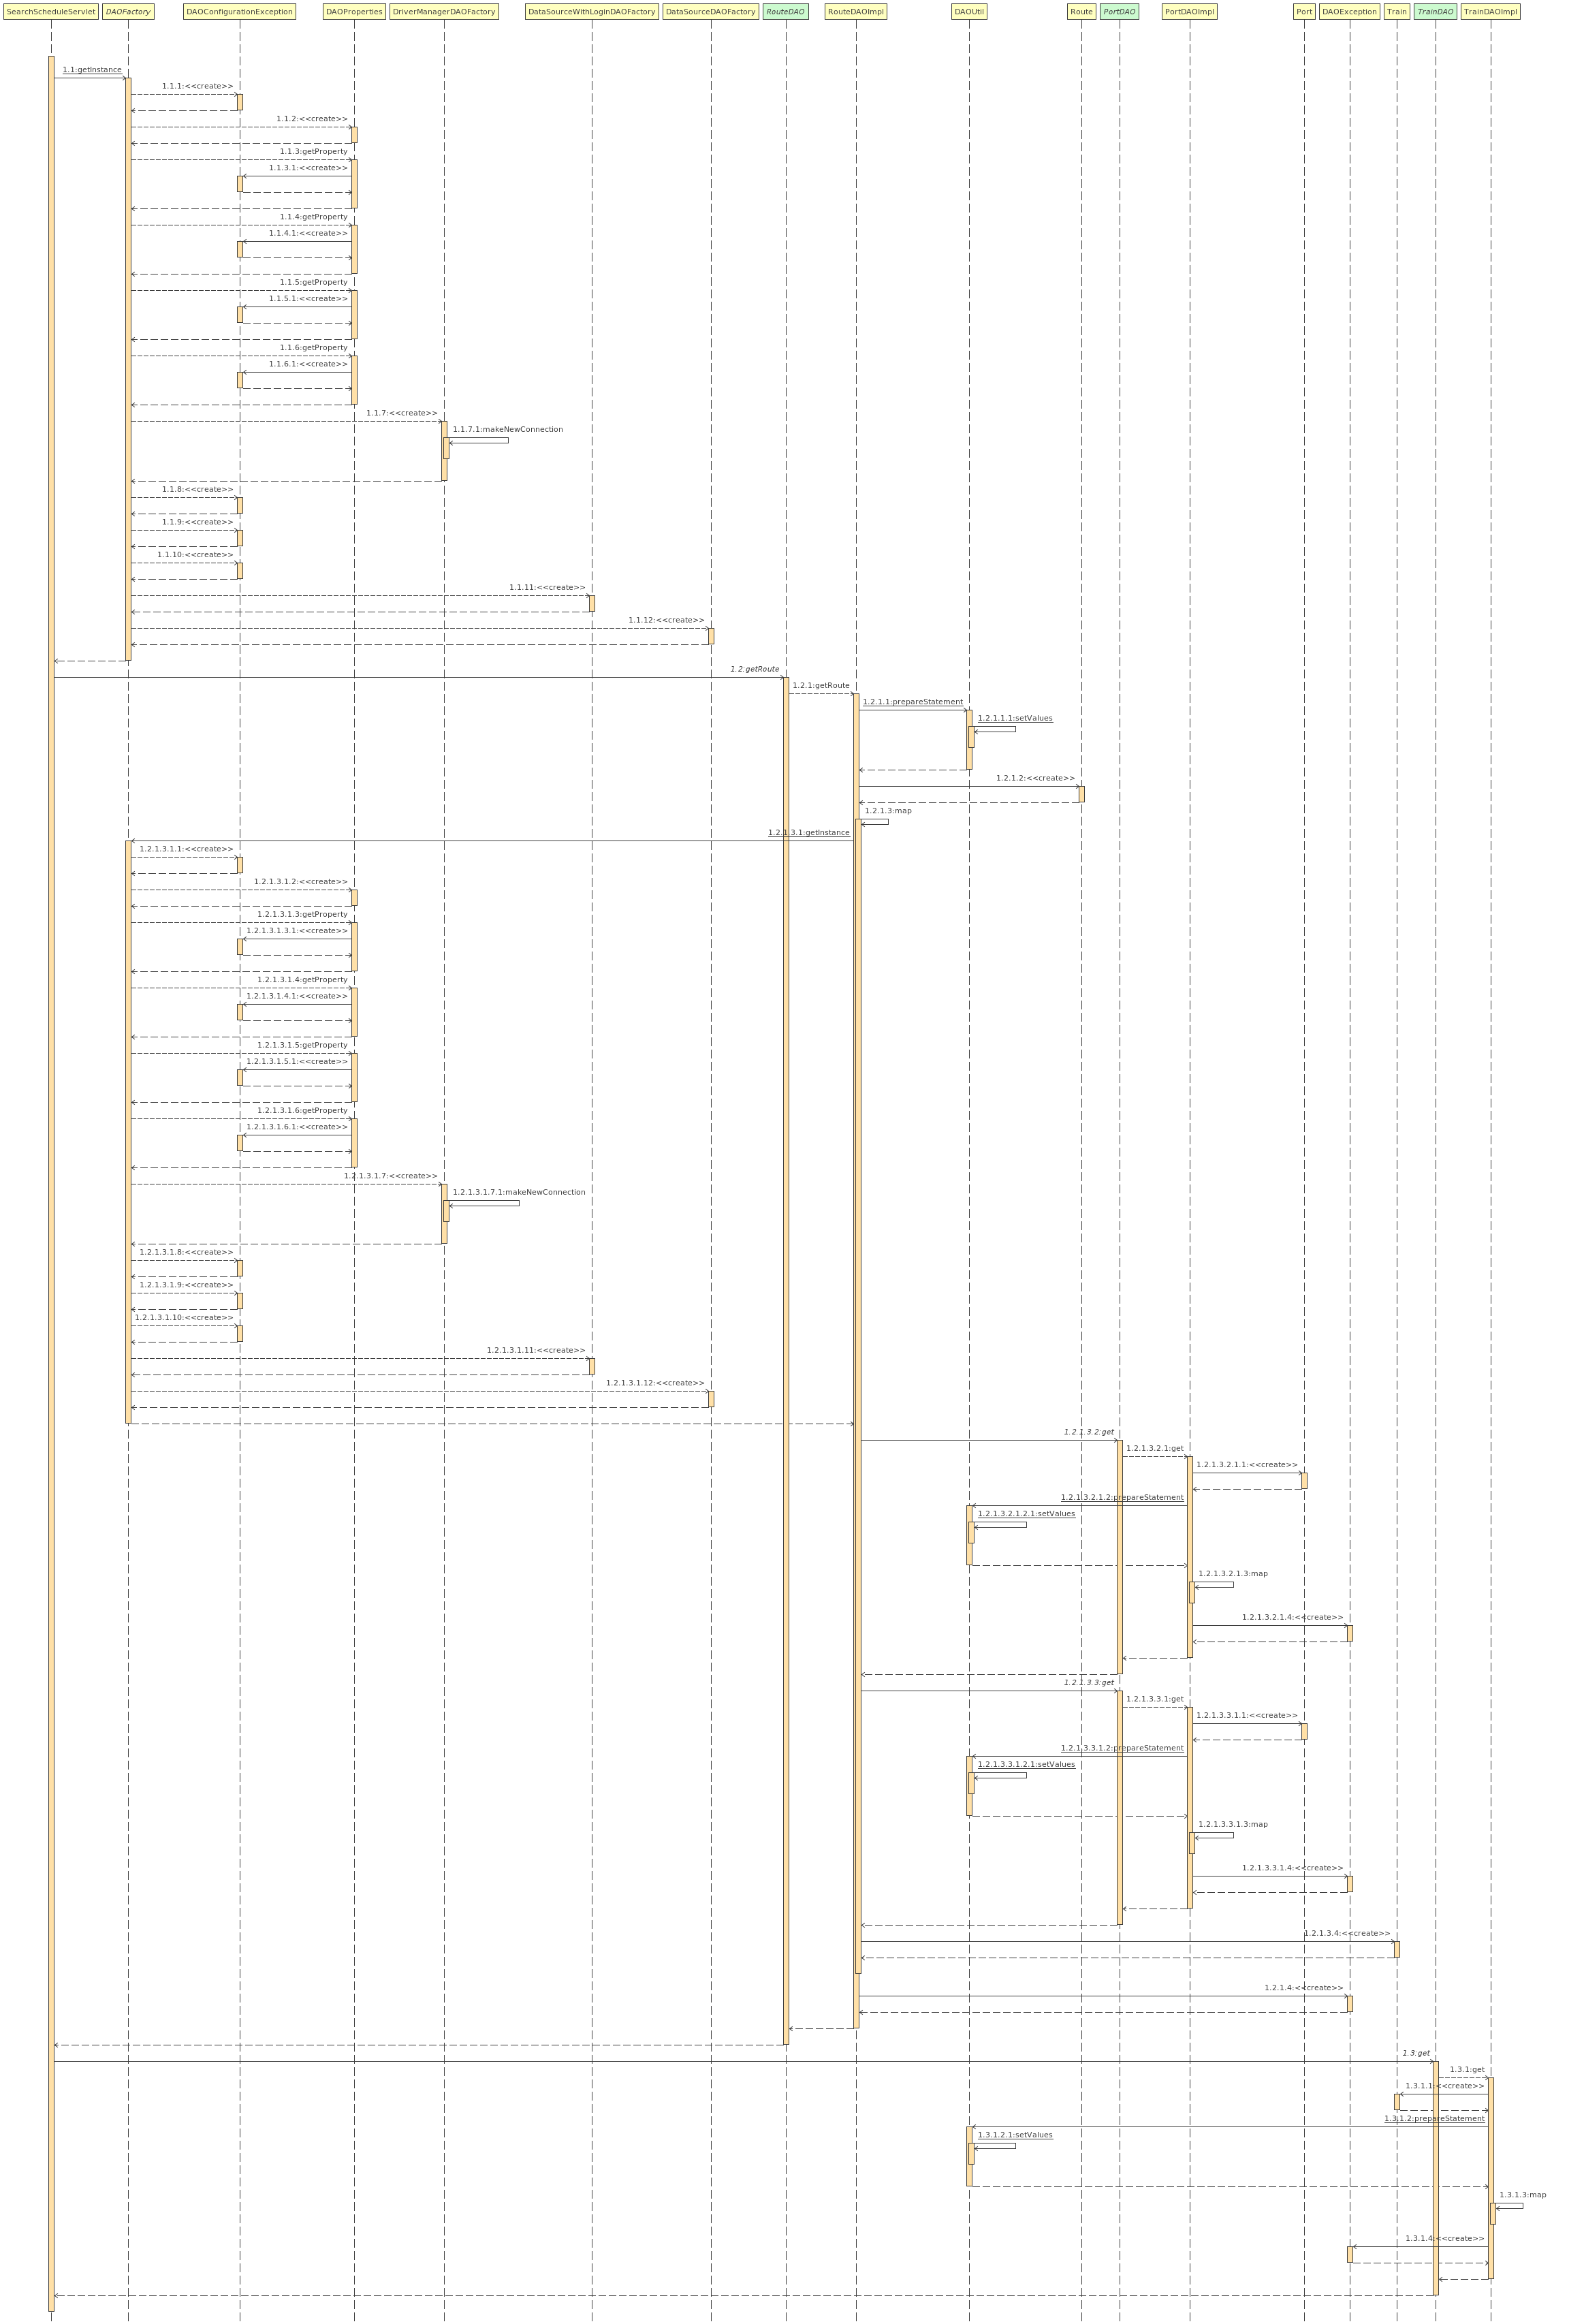 SearchScheduleServlet DAOFactory DAOConfigurationException DAOProperties DriverManagerDAOFactory DataSourceWithLoginDAOFactory DataSourceDAOFactory RouteDAO RouteDAOImpl DAOUtil Route PortDAO PortDAOImpl Port DAOException Train TrainDAO TrainDAOImpl
1.1:getInstance
1.1.1:<<create>>
1.1.2:<<create>>
1.1.3:getProperty
1.1.3.1:<<create>>
1.1.4:getProperty
1.1.4.1:<<create>>
1.1.5:getProperty
1.1.5.1:<<create>>
1.1.6:getProperty
1.1.6.1:<<create>>
1.1.7:<<create>>
1.1.7.1:makeNewConnection
1.1.8:<<create>>
1.1.9:<<create>>
1.1.10:<<create>>
1.1.11:<<create>>
1.1.12:<<create>>
1.2:getRoute
1.2.1:getRoute
1.2.1.1:prepareStatement
1.2.1.1.1:setValues
1.2.1.2:<<create>>
1.2.1.3:map
1.2.1.3.1:getInstance
1.2.1.3.1.1:<<create>>
1.2.1.3.1.2:<<create>>
1.2.1.3.1.3:getProperty
1.2.1.3.1.3.1:<<create>>
1.2.1.3.1.4:getProperty
1.2.1.3.1.4.1:<<create>>
1.2.1.3.1.5:getProperty
1.2.1.3.1.5.1:<<create>>
1.2.1.3.1.6:getProperty
1.2.1.3.1.6.1:<<create>>
1.2.1.3.1.7:<<create>>
1.2.1.3.1.7.1:makeNewConnection
1.2.1.3.1.8:<<create>>
1.2.1.3.1.9:<<create>>
1.2.1.3.1.10:<<create>>
1.2.1.3.1.11:<<create>>
1.2.1.3.1.12:<<create>>
1.2.1.3.2:get
1.2.1.3.2.1:get
1.2.1.3.2.1.1:<<create>>
1.2.1.3.2.1.2:prepareStatement
1.2.1.3.2.1.2.1:setValues
1.2.1.3.2.1.3:map
1.2.1.3.2.1.4:<<create>>
1.2.1.3.3:get
1.2.1.3.3.1:get
1.2.1.3.3.1.1:<<create>>
1.2.1.3.3.1.2:prepareStatement
1.2.1.3.3.1.2.1:setValues
1.2.1.3.3.1.3:map
1.2.1.3.3.1.4:<<create>>
1.2.1.3.4:<<create>>
1.2.1.4:<<create>>
1.3:get
1.3.1:get
1.3.1.1:<<create>>
1.3.1.2:prepareStatement
1.3.1.2.1:setValues
1.3.1.3:map
1.3.1.4:<<create>>